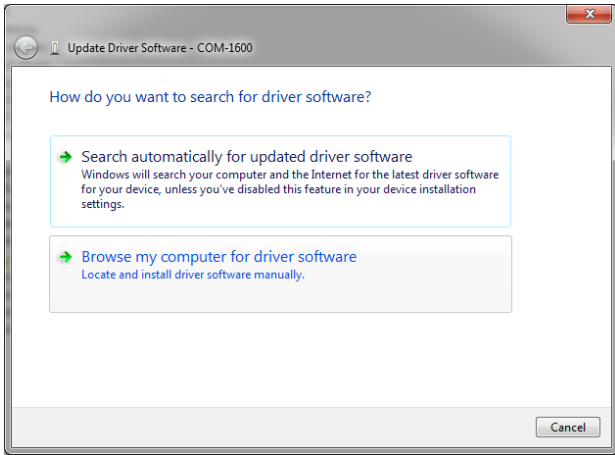 Update Driver Software - COM-1600
How do you want to search for driver software?
Search automatically for updated driver software
Windows will search your computer and the Internet for the latest driver software
for your device, unless you've disabled this feature in your device installation
settings.
Browse my computer for driver software
Locate and install driver software manually.
Cancel